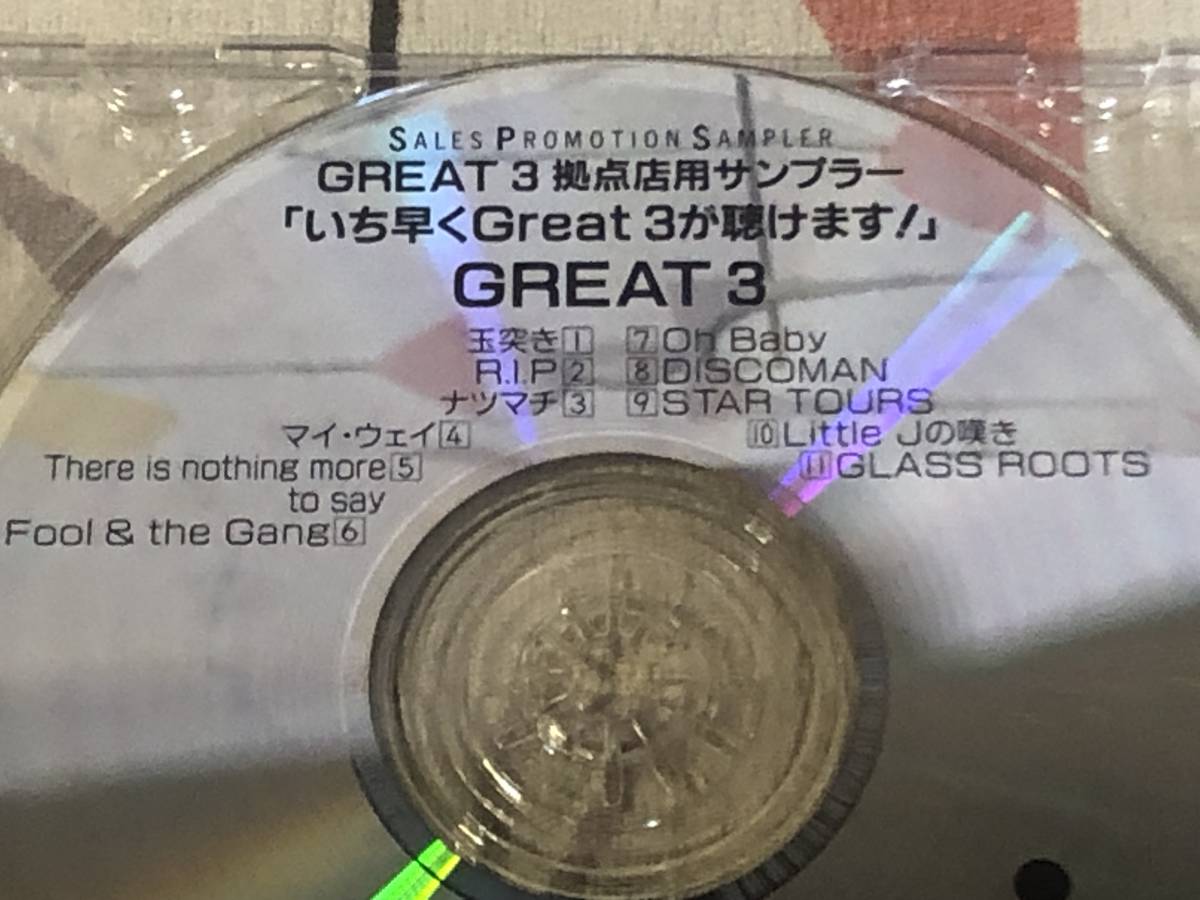 SALES PROMOTION SAMPLER
GREAT 3 拠点店用サンプラー
「いち早くGreat 3が聴けます!」
GREAT 3
玉突き1
R.I.P2
ナツマチ3
マイ・ウェイ4
There is nothing more5
to say
Fool & the Gang6
7Oh Baby
8DISCOMAN
9STAR TOURS
10Little Jの嘆き
11GLASS ROOTS